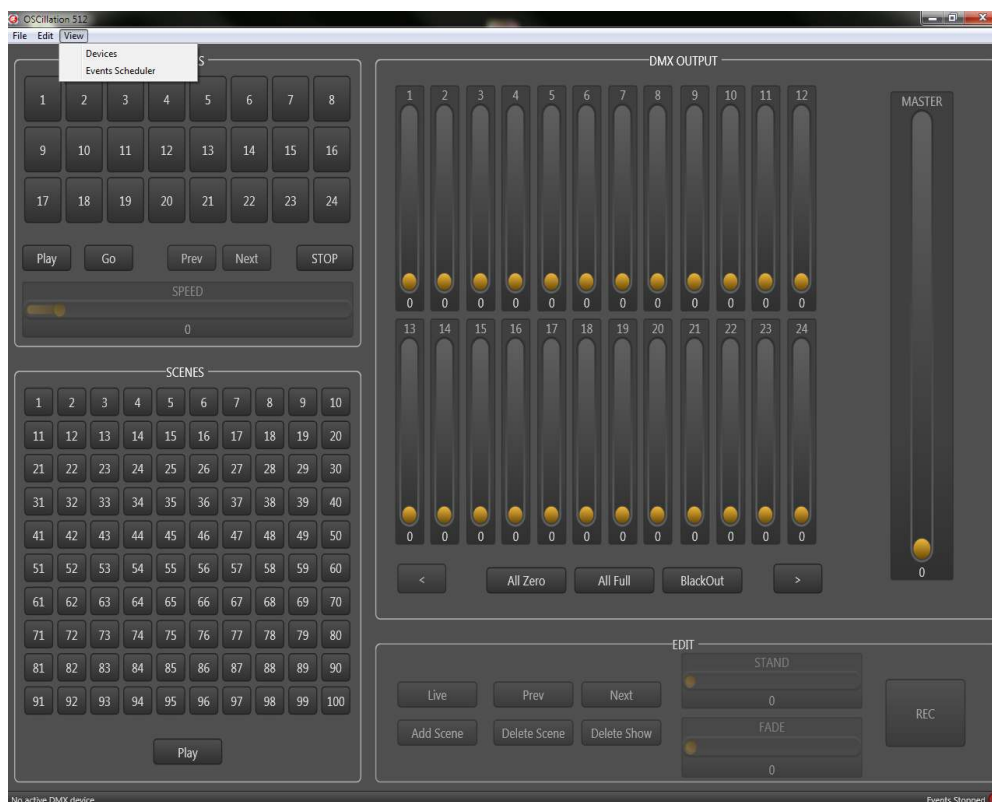 OSCillation 512
File Edit View
Devices
Events Scheduler
S
1 2 3 4 5 6 7 8
9 10 11 12 13 14 15 16
17 18 19 20 21 22 23 24
Play Go Prev Next STOP
SPEED
0
SCENES
1 2 3 4 5 6 7 8 9 10
11 12 13 14 15 16 17 18 19 20
21 22 23 24 25 26 27 28 29 30
31 32 33 34 35 36 37 38 39 40
41 42 43 44 45 46 47 48 49 50
51 52 53 54 55 56 57 58 59 60
61 62 63 64 65 66 67 68 69 70
71 72 73 74 75 76 77 78 79 80
81 82 83 84 85 86 87 88 89 90
91 92 93 94 95 96 97 98 99 100
Play
DMX OUTPUT
1 2 3 4 5 6 7 8 9 10 11 12
0 0 0 0 0 0 0 0 0 0 0 0
13 14 15 16 17 18 19 20 21 22 23 24
0 0 0 0 0 0 0 0 0 0 0 0
< All Zero All Full BlackOut >
MASTER
0
EDIT
Live Prev Next
Add Scene Delete Scene Delete Show
STAND
0
FADE
0
REC
No active DMX device
Events Stopped